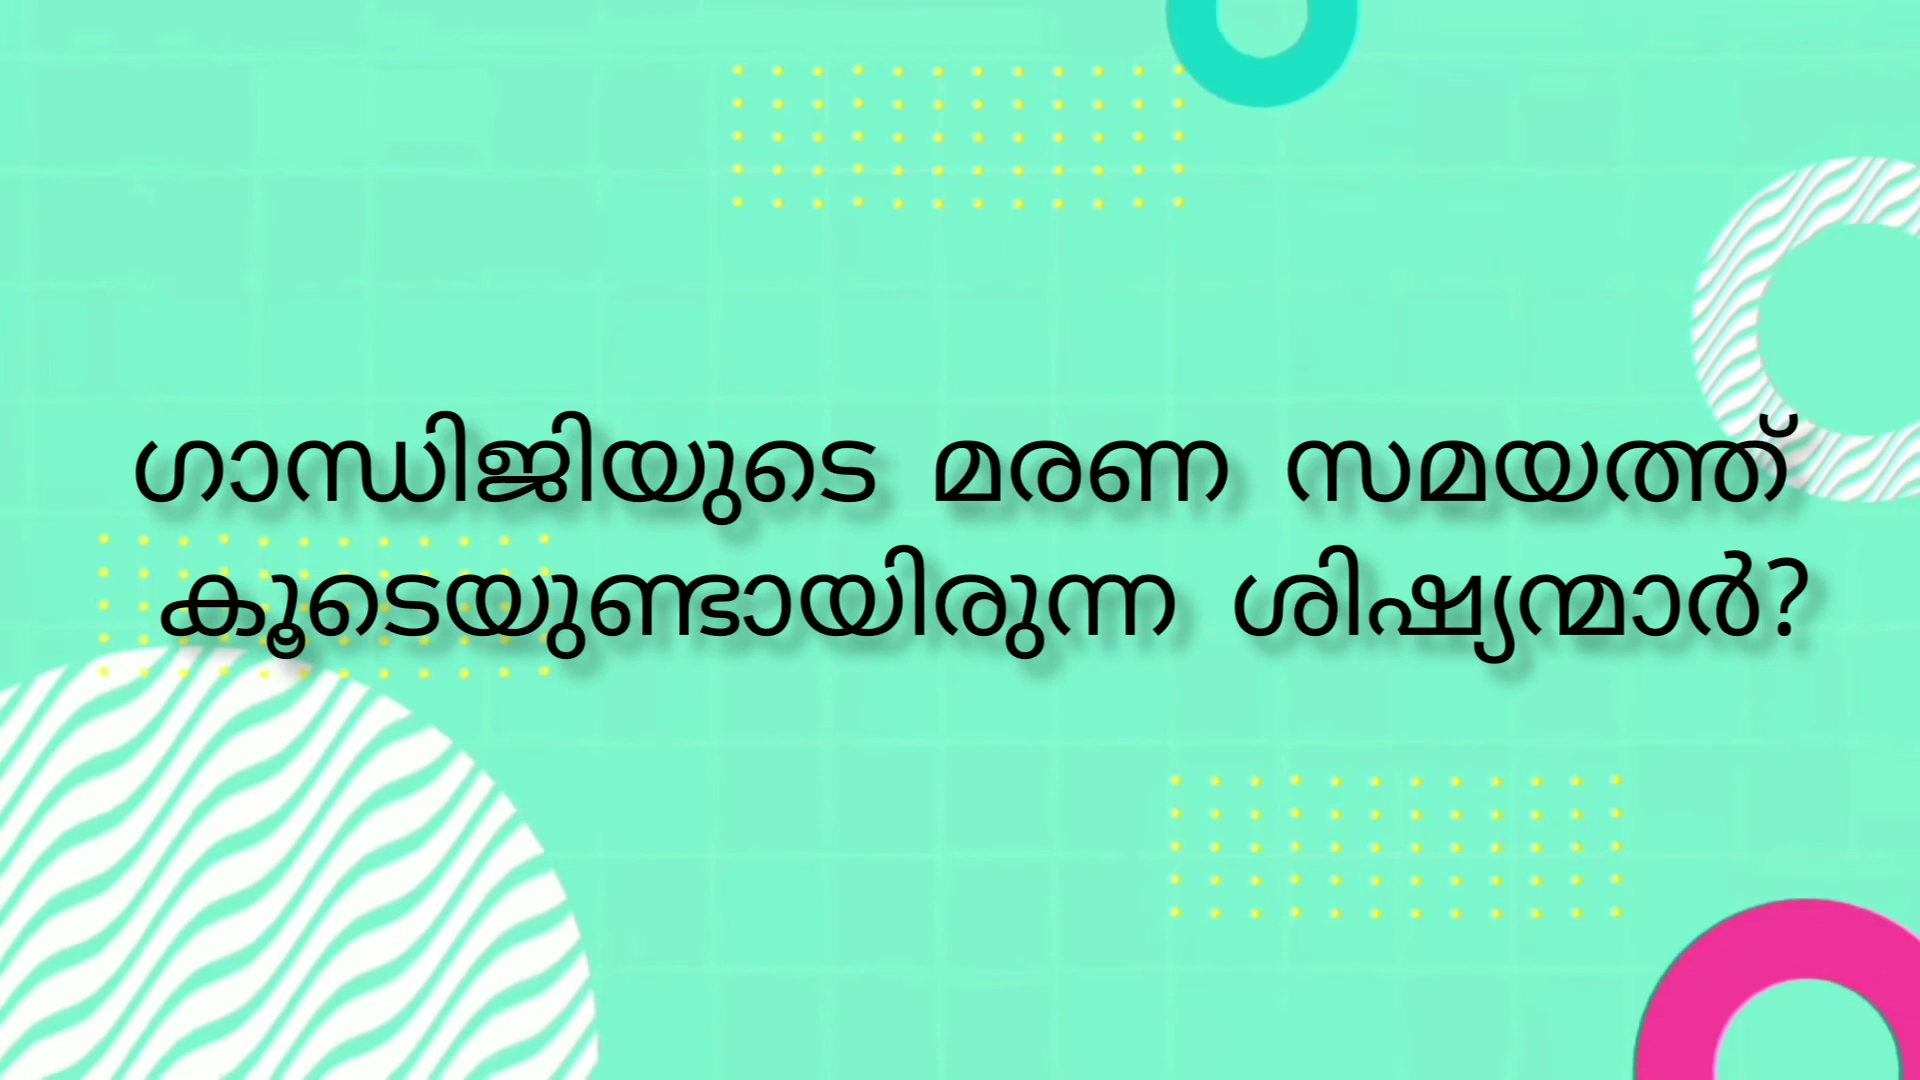 ഗാന്ധിജിയുടെ മരണ സമയത്ത്
കൂടെയുണ്ടായിരുന്ന ശിഷ്യന്മാർ?